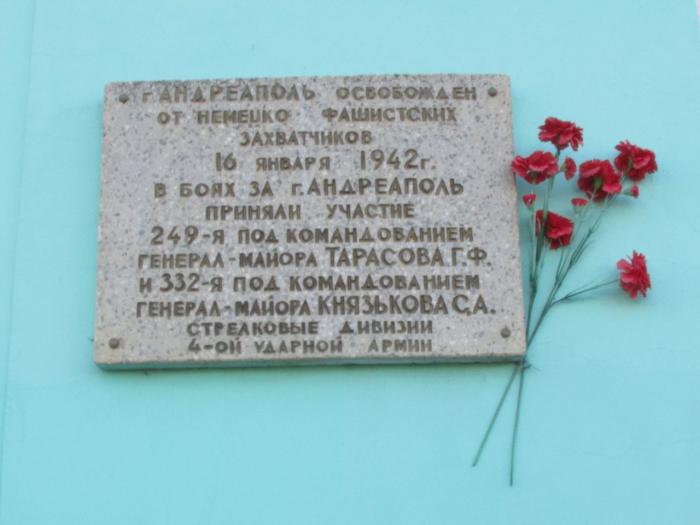 г.АНДРЕАПОЛЬ ОСВОБОЖДЕН
ОТ НЕМЕЦКО ФАШИСТСКИХ
ЗАХВАТЧИКОВ
16 ЯНВАРЯ 1942г.
В БОЯХ ЗА г.АНДРЕАПОЛЬ
ПРИНЯЛИ УЧАСТИЕ
249-Я ПОД КОМАНДОВАНИЕМ
ГЕНЕРАЛ-МАЙОРА ТАРАСОВА Г.Ф.
И 332-Я ПОД КОМАНДОВАНИЕМ
ГЕНЕРАЛ-МАЙОРА КНЯЗЬКОВА С.А.
СТРЕЛКОВЫЕ ДИВИЗИИ
4-ОЙ УДАРНОЙ АРМИИ